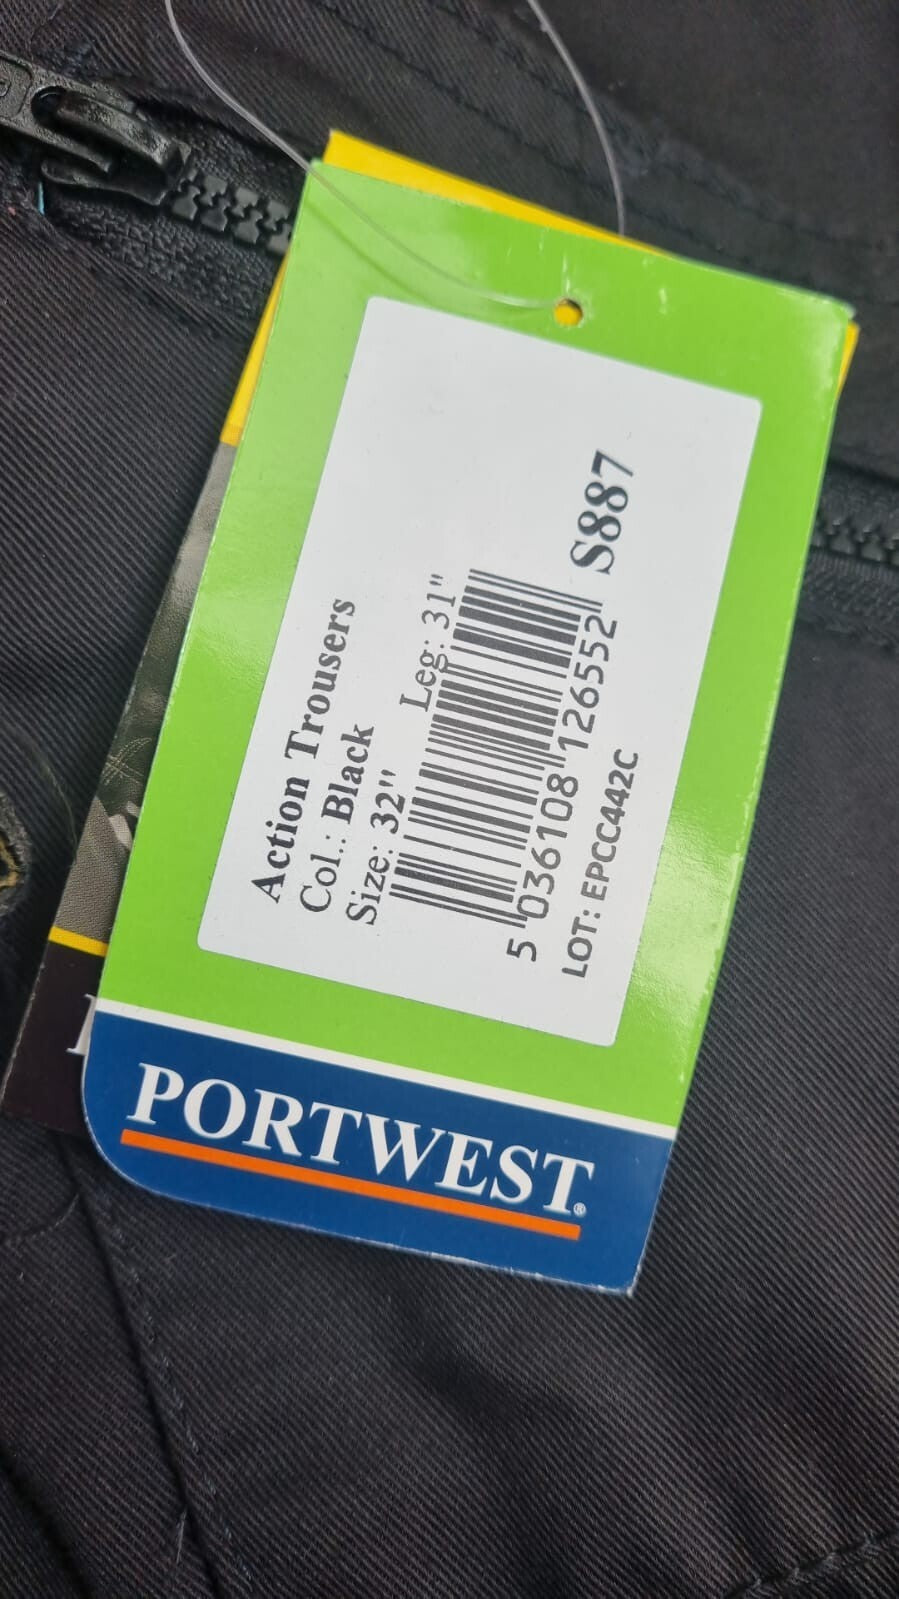 Action Trousers
Col.: Black
Size: 32" Leg: 31"
5 036108 126552
S887
LOT: EPCC442C
PORTWEST®